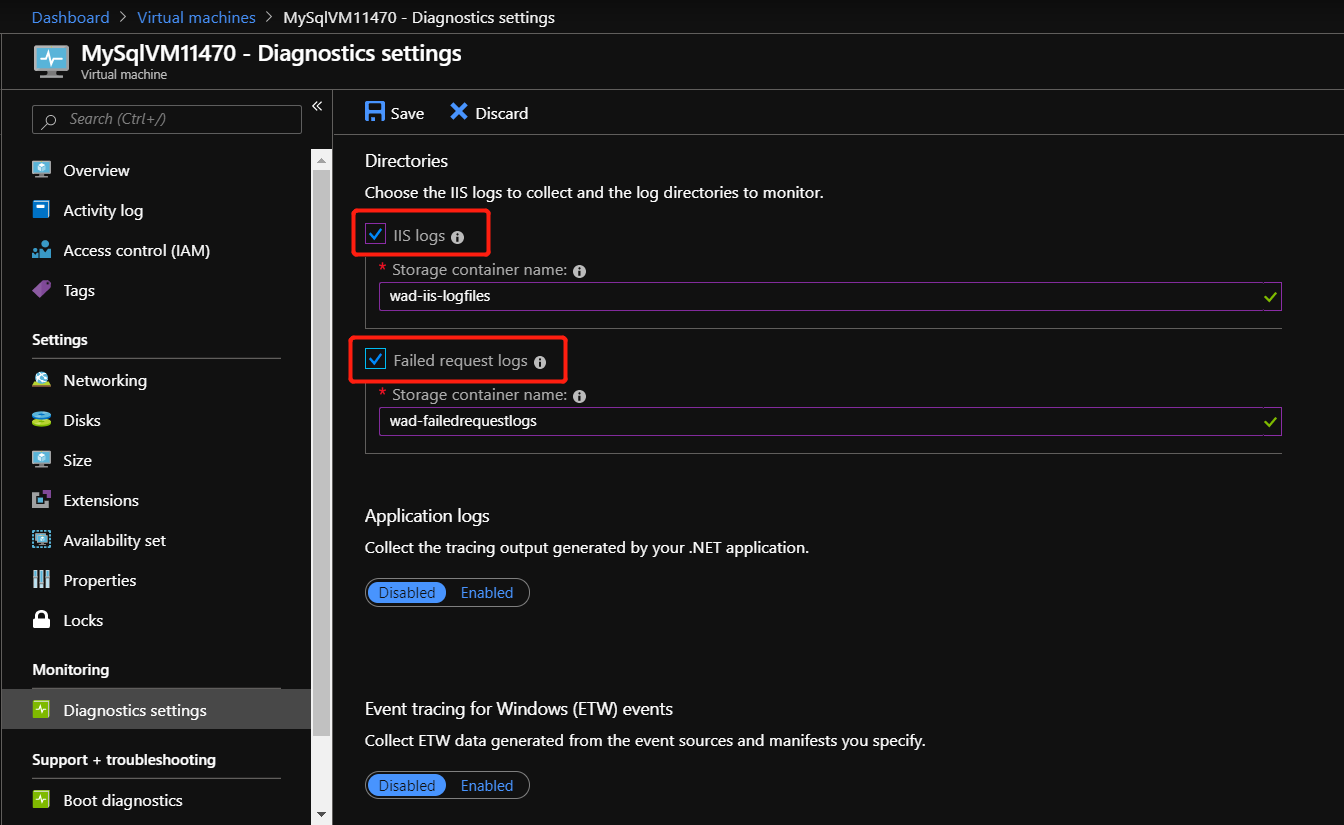 Dashboard > Virtual machines > MySqlVM11470 - Diagnostics settings
MySqlVM11470 - Diagnostics settings
Virtual machine
Search (Ctrl+/)
«
Overview
Activity log
Access control (IAM)
Tags
Settings
Networking
Disks
Size
Extensions
Availability set
Properties
Locks
Monitoring
Diagnostics settings
Support + troubleshooting
Boot diagnostics
Save Discard
Directories
Choose the IIS logs to collect and the log directories to monitor.
IIS logs
* Storage container name:
wad-iis-logfiles
Failed request logs
* Storage container name:
wad-failedrequestlogs
Application logs
Collect the tracing output generated by your .NET application.
Disabled Enabled
Event tracing for Windows (ETW) events
Collect ETW data generated from the event sources and manifests you specify.
Disabled Enabled